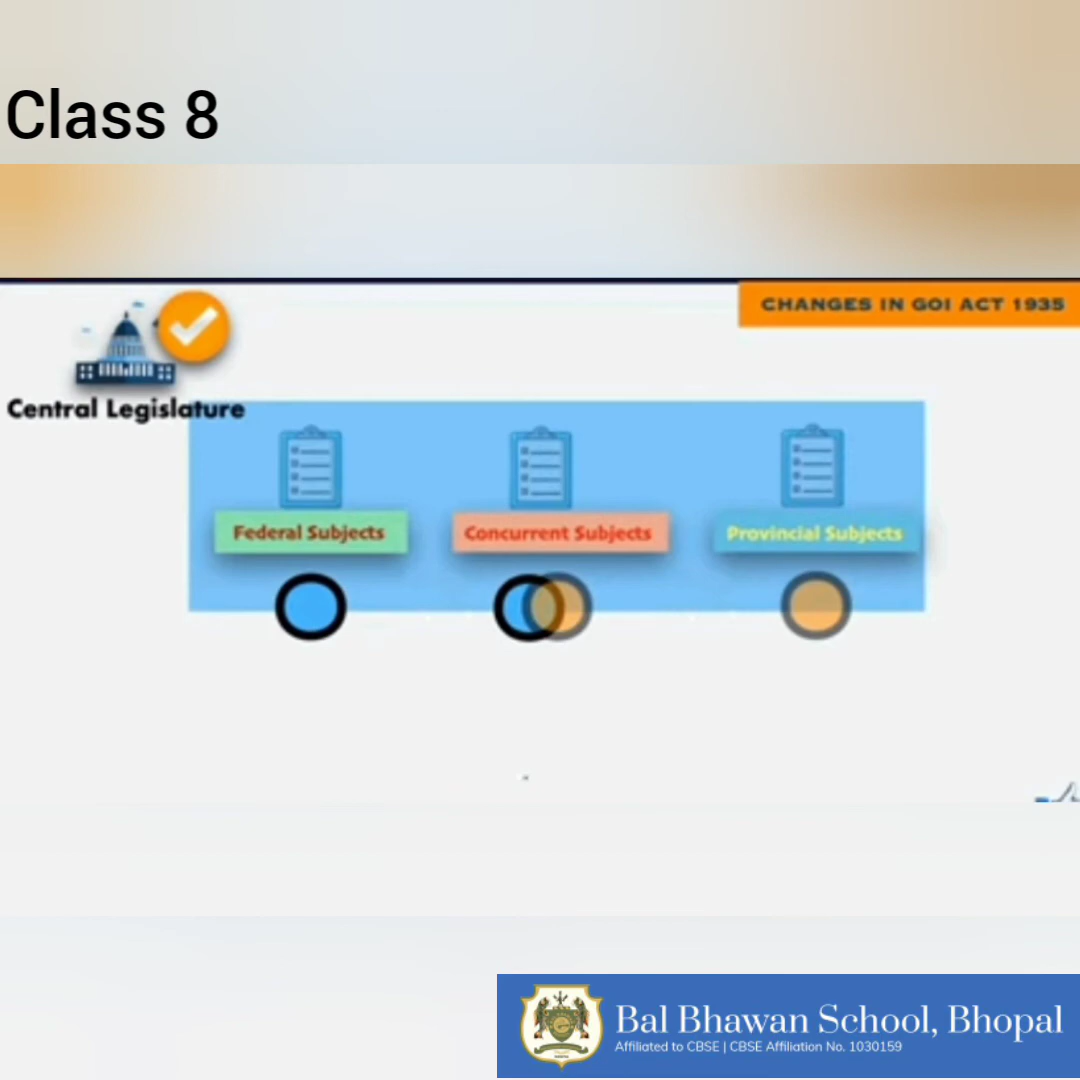 Class 8
CHANGES IN GOI ACT 1935
Central Legislature
Federal Subjects
Concurrent Subjects
Provincial Subjects
Bal Bhawan School, Bhopal
Affiliated to CBSE | CBSE Affiliation No. 1030159